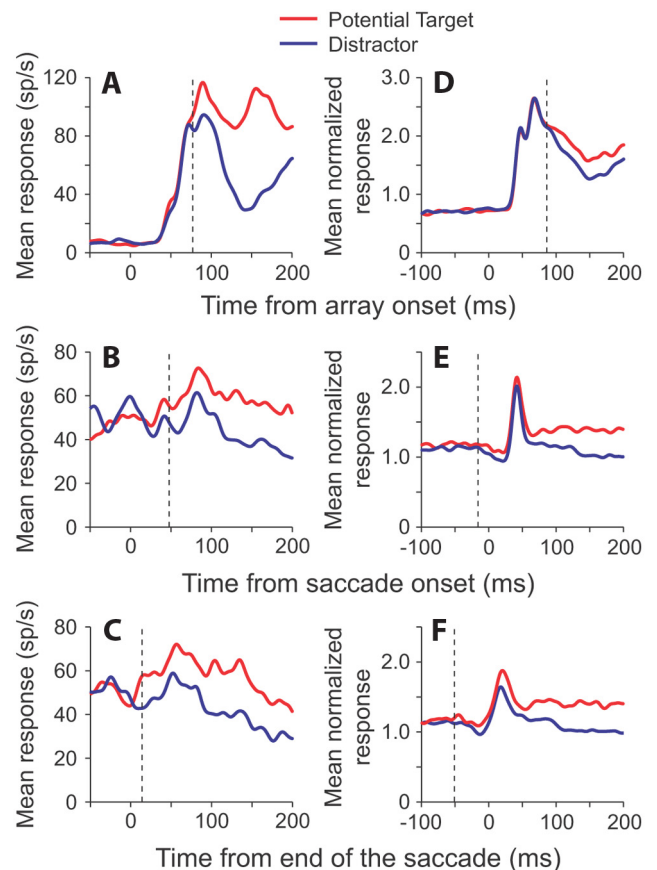 Potential Target
Distractor
A
Mean response (sp/s)
120
80
40
0
0
100
200
D
Mean normalized
response
3.0
2.0
1.0
0
-100
0
100
200
Time from array onset (ms)
B
Mean response (sp/s)
80
60
40
20
0
0
100
200
E
Mean normalized
response
2.0
1.0
0
-100
0
100
200
Time from saccade onset (ms)
C
Mean response (sp/s)
80
60
40
20
0
0
100
200
F
Mean normalized
response
2.0
1.0
0
-100
0
100
200
Time from end of the saccade (ms)